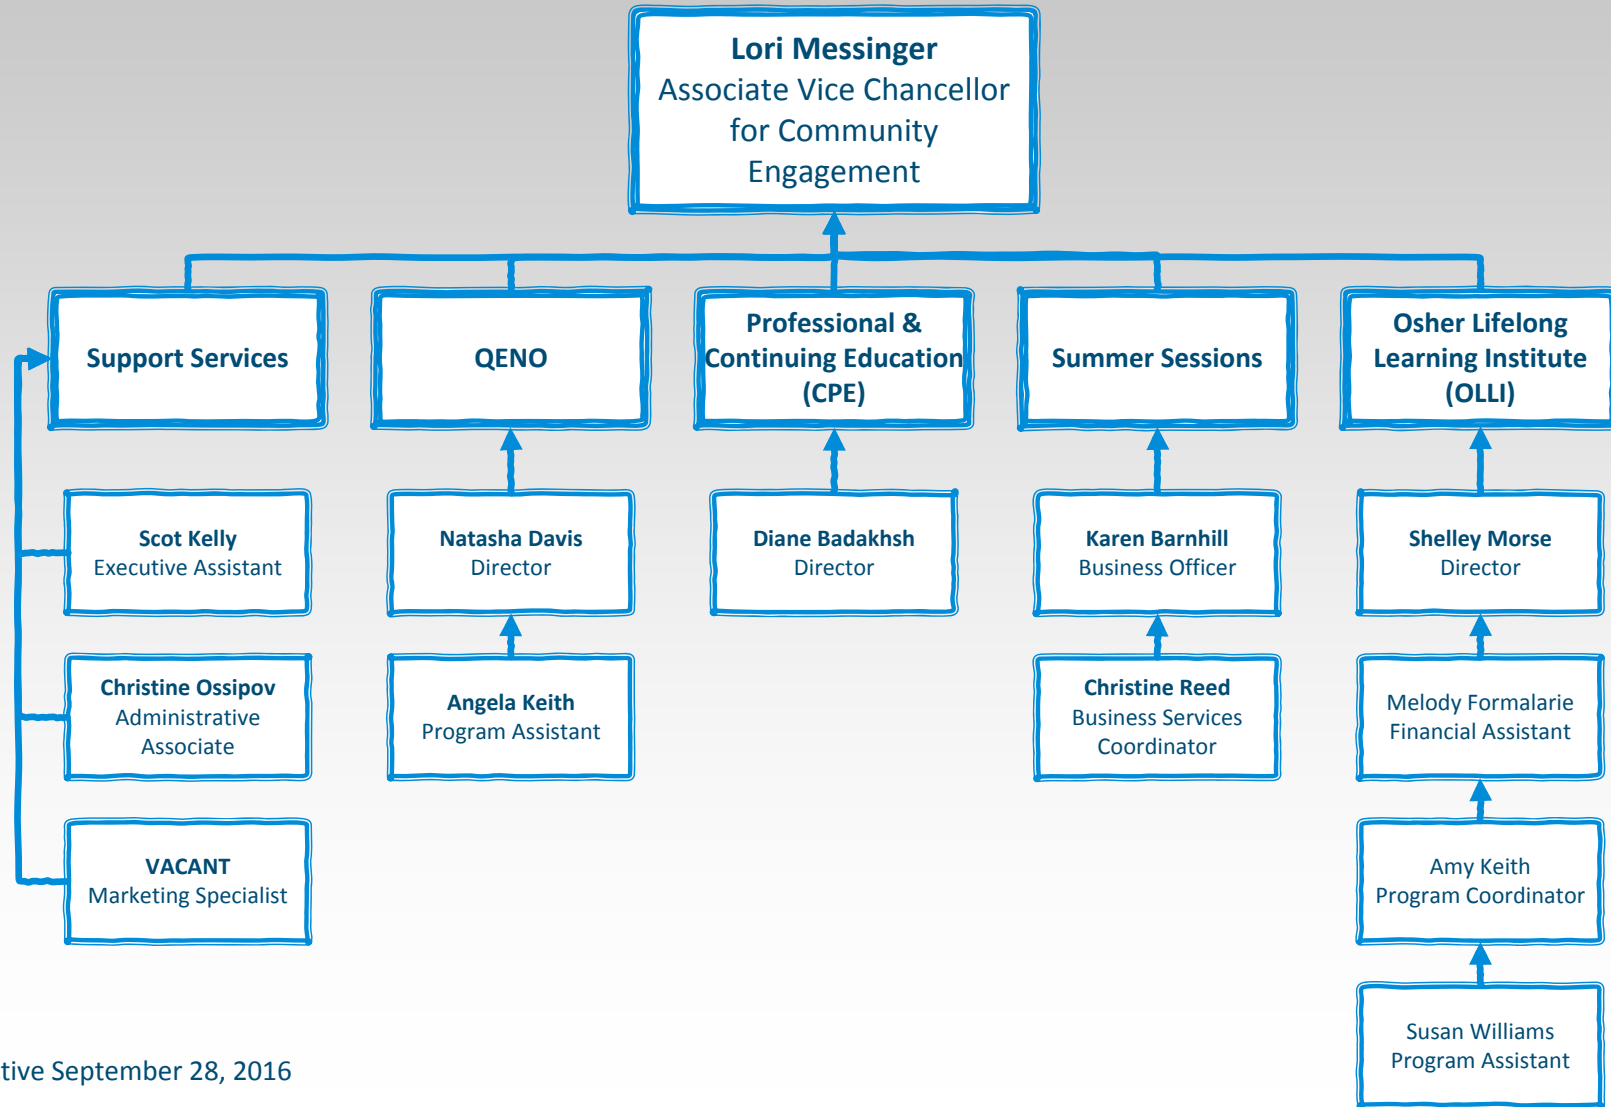 Lori Messinger
Associate Vice Chancellor
for Community
Engagement
Support Services
QENO
Professional &
Continuing Education
(CPE)
Summer Sessions
Osher Lifelong
Learning Institute
(OLLI)
Scot Kelly
Executive Assistant
Natasha Davis
Director
Diane Badakhsh
Director
Karen Barnhill
Business Officer
Shelley Morse
Director
Christine Ossipov
Administrative
Associate
Angela Keith
Program Assistant
Christine Reed
Business Services
Coordinator
Melody Formalarie
Financial Assistant
VACANT
Marketing Specialist
Amy Keith
Program Coordinator
Susan Williams
Program Assistant
tive September 28, 2016